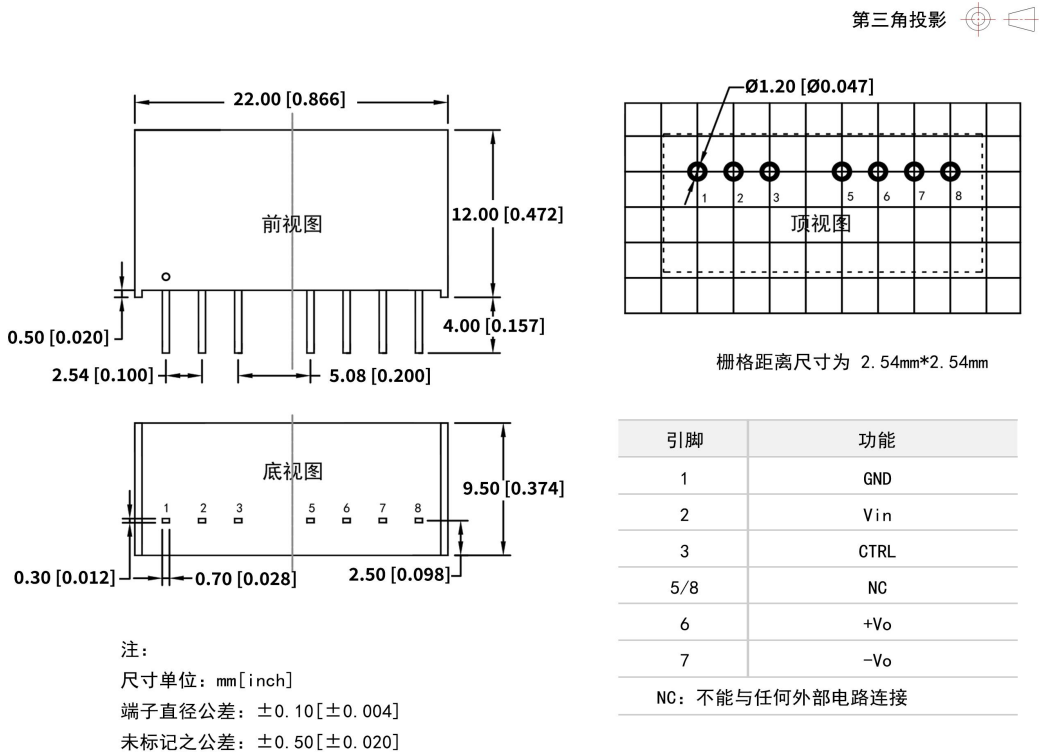 第三角投影
22.00 [0.866]
前视图
12.00 [0.472]
0.50 [0.020]
4.00 [0.157]
2.54 [0.100]
5.08 [0.200]
Ø1.20 [Ø0.047]
1 2 3 5 6 7 8
顶视图
栅格距离尺寸为 2.54mm*2.54mm
底视图
1 2 3 5 6 7 8
9.50 [0.374]
0.30 [0.012]
0.70 [0.028]
2.50 [0.098]
引脚 功能
1 GND
2 Vin
3 CTRL
5/8 NC
6 +Vo
7 -Vo
NC：不能与任何外部电路连接
注：
尺寸单位：mm[inch]
端子直径公差：±0.10[±0.004]
未标记之公差：±0.50[±0.020]